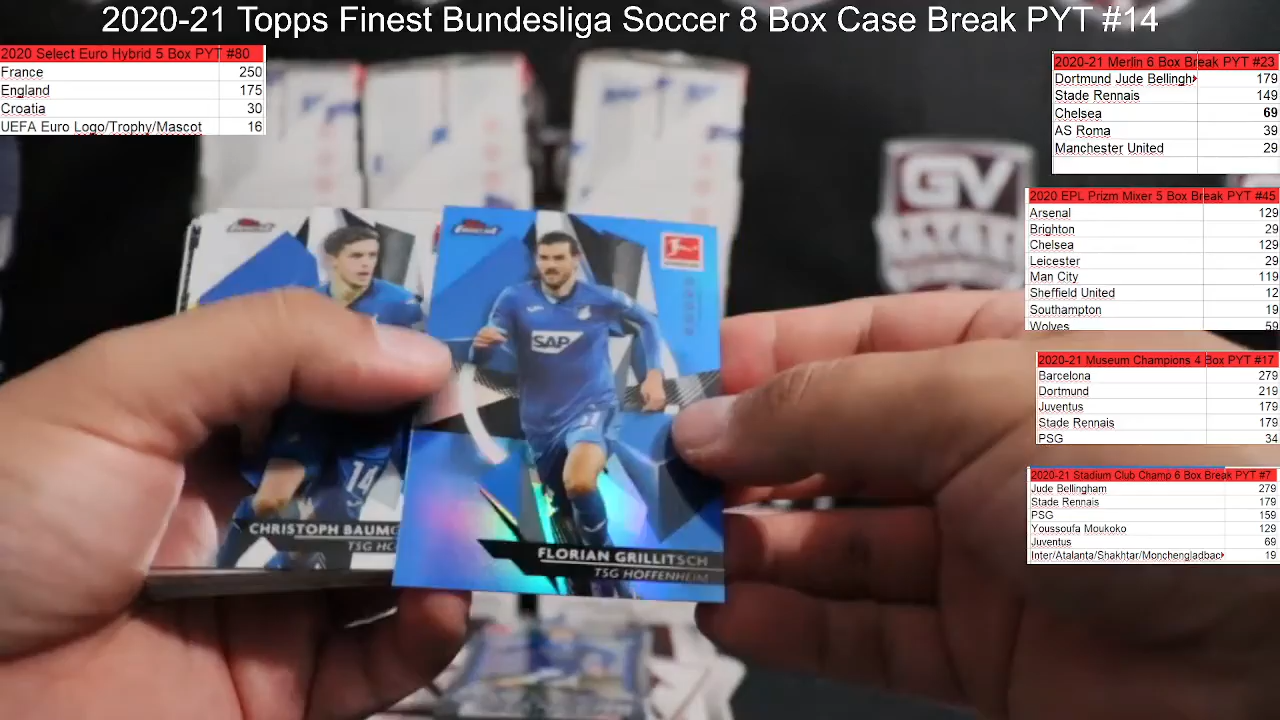 2020-21 Topps Finest Bundesliga Soccer 8 Box Case Break PYT #14
2020 Select Euro Hybrid 5 Box PYT #80
France 250
England 175
Croatia 30
UEFA Euro Logo/Trophy/Mascot 16
2020-21 Merlin 6 Box Break PYT #23
Dortmund Jude Bellingh 179
Stade Rennais 149
Chelsea 69
AS Roma 39
Manchester United 29
2020 EPL Prizm Mixer 5 Box Break PYT #45
Arsenal 129
Brighton 29
Chelsea 129
Leicester 29
Man City 119
Sheffield United 12
Southampton 19
Wolves 59
2020-21 Museum Champions 4 Box PYT #17
Barcelona 279
Dortmund 219
Juventus 179
Stade Rennais 179
PSG 34
2020-21 Stadium Club Champ 6 Box Break PYT #7
Jude Bellingham 279
Stade Rennais 179
PSG 159
Youssoufa Moukoko 129
Juventus 69
Inter/Atalanta/Shakhtar/Monchengladbac 19
GV
SAP
14
CHRISTOPH BAUMG
TSG HO
FLORIAN GRILLITSCH
TSG HOFFENHEIM